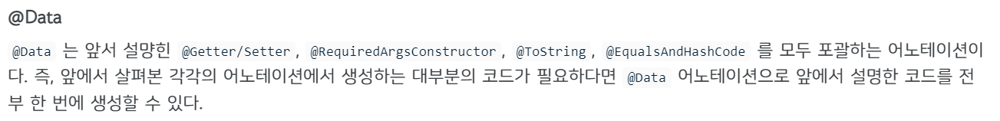 @Data
@Data 는 앞서 설먕힌 @Getter/Setter, @RequiredArgsConstructor, @ToString, @EqualsAndHashCode 를 모두 포괄하는 어노테이션이
다. 즉, 앞에서 살펴본 각각의 어노테이션에서 생성하는 대부분의 코드가 필요하다면 @Data 어노테이션으로 앞에서 설명한 코드를 전
부 한 번에 생성할 수 있다.